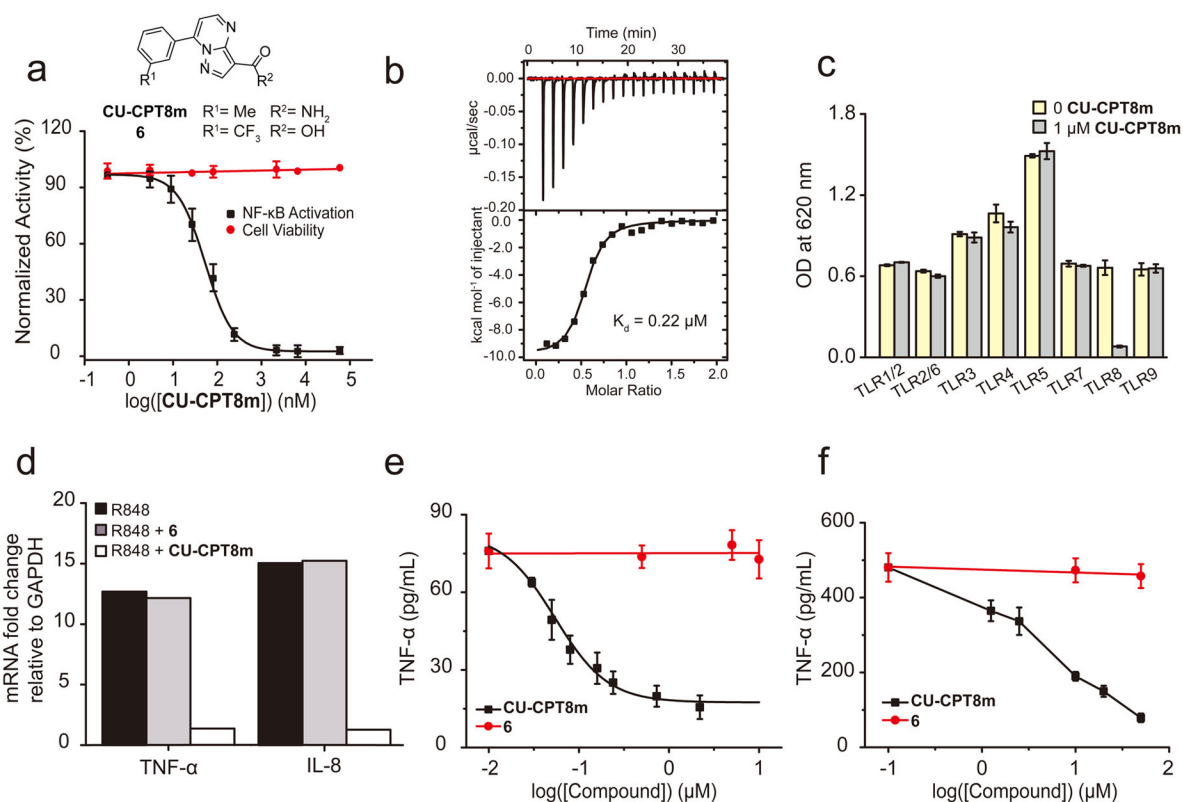 a
N
N
N
O
R¹
R²
CU-CPT8m R¹= Me R²= NH₂
6 R¹= CF₃ R²= OH
120
90
60
30
0
Normalized Activity (%)
NF-κB Activation
Cell Viability
-1 0 1 2 3 4 5
log([CU-CPT8m]) (nM)
b
Time (min)
0 10 20 30
0.00
-0.05
-0.10
-0.15
-0.20
µcal/sec
0.0
-2.0
-4.0
-6.0
-8.0
-10.0
kcal mol⁻¹ of injectant
K_d = 0.22 µM
0.0 0.5 1.0 1.5 2.0
Molar Ratio
c
0 CU-CPT8m
1 µM CU-CPT8m
1.8
1.2
0.6
0.0
OD at 620 nm
TLR1/2 TLR2/6 TLR3 TLR4 TLR5 TLR7 TLR8 TLR9
d
R848
R848 + 6
R848 + CU-CPT8m
20
15
10
5
0
mRNA fold change
relative to GAPDH
TNF-α IL-8
e
90
60
30
0
TNF-α (pg/mL)
CU-CPT8m
6
-2 -1 0 1
log([Compound]) (µM)
f
600
400
200
0
TNF-α (pg/mL)
CU-CPT8m
6
-1 0 1 2
log([Compound]) (µM)